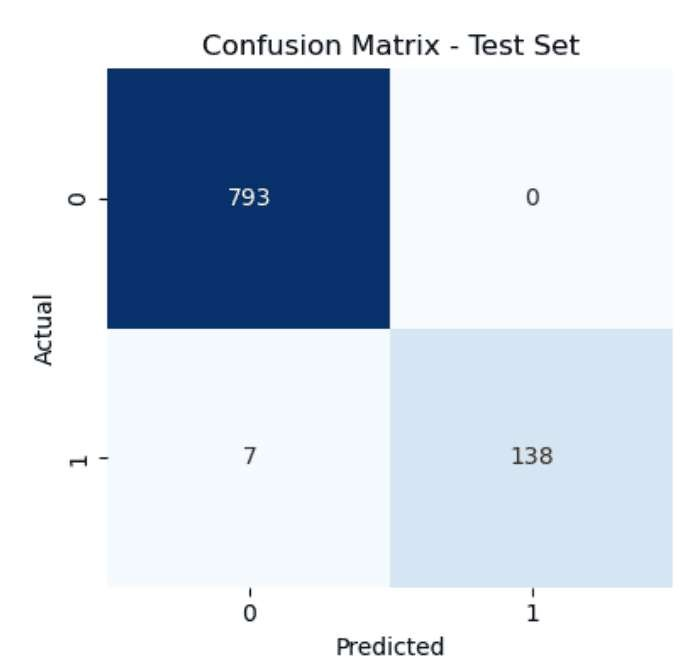 Confusion Matrix - Test Set
Actual
0
793
0
1
7
138
0
1
Predicted